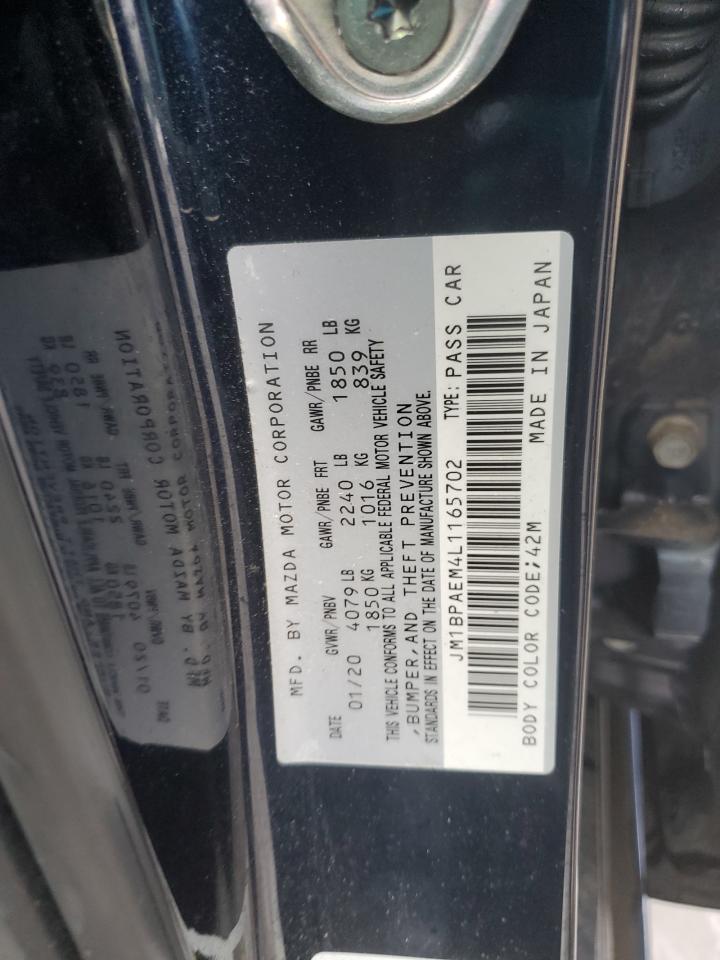 MFD. BY MAZDA MOTOR CORPORATION
DATE GVWR/PNBV GAWR/PNBE FRT GAWR/PNBE RR
01/20 4079 LB 2240 LB 1850 LB
1850 KG 1016 KG 839 KG
THIS VEHICLE CONFORMS TO ALL APPLICABLE FEDERAL MOTOR VEHICLE SAFETY
,BUMPER,AND THEFT PREVENTION
STANDARDS IN EFFECT ON THE DATE OF MANUFACTURE SHOWN ABOVE.
JM1BPAEM4L1165702 TYPE: PASS CAR
BODY COLOR CODE;42M MADE IN JAPAN